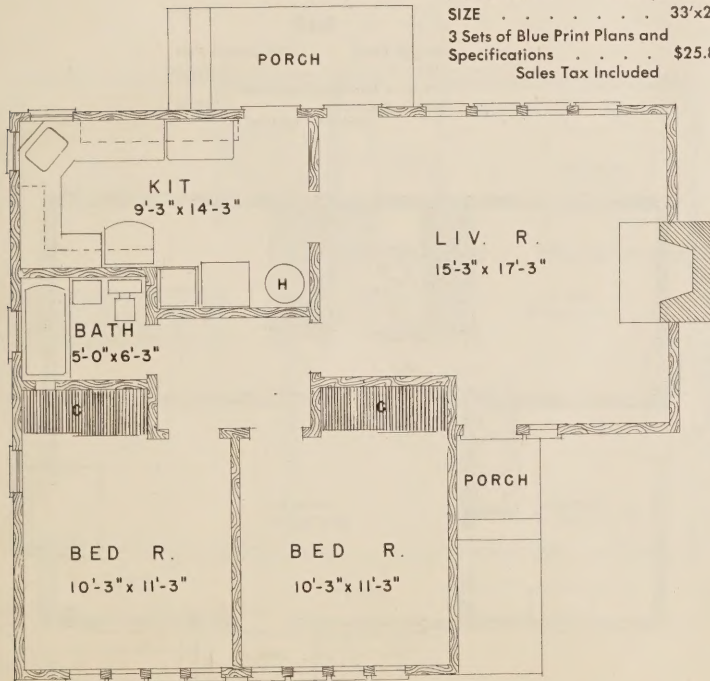 SIZE . . . . . . . 33'x2
3 Sets of Blue Print Plans and
Specifications . . . . $25.8
Sales Tax Included
PORCH
KIT
9'-3" x 14'-3"
LIV. R.
15'-3" x 17'-3"
H
BATH
5'-0" x 6'-3"
C
C
PORCH
BED R.
10'-3" x 11'-3"
BED R.
10'-3" x 11'-3"